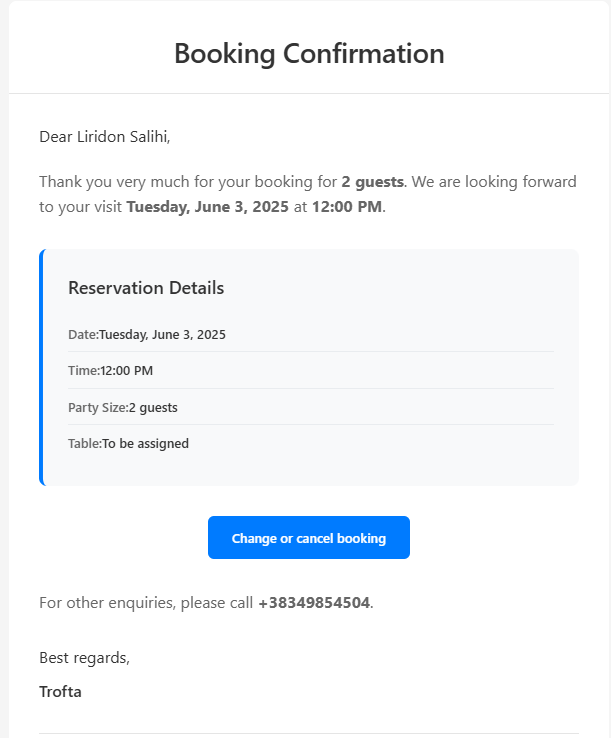 Booking Confirmation
Dear Liridon Salihi,
Thank you very much for your booking for 2 guests. We are looking forward
to your visit Tuesday, June 3, 2025 at 12:00 PM.
Reservation Details
Date:Tuesday, June 3, 2025
Time:12:00 PM
Party Size:2 guests
Table:To be assigned
Change or cancel booking
For other enquiries, please call +38349854504.
Best regards,
Trofta